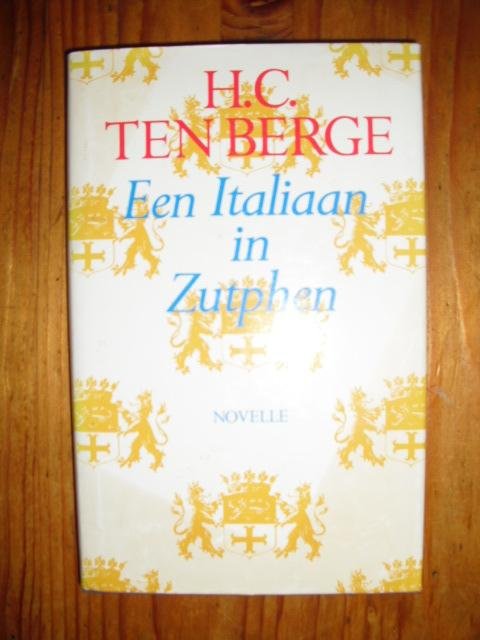 H.C.
TEN BERGE
Een Italiaan
in
Zutphen
NOVELLE